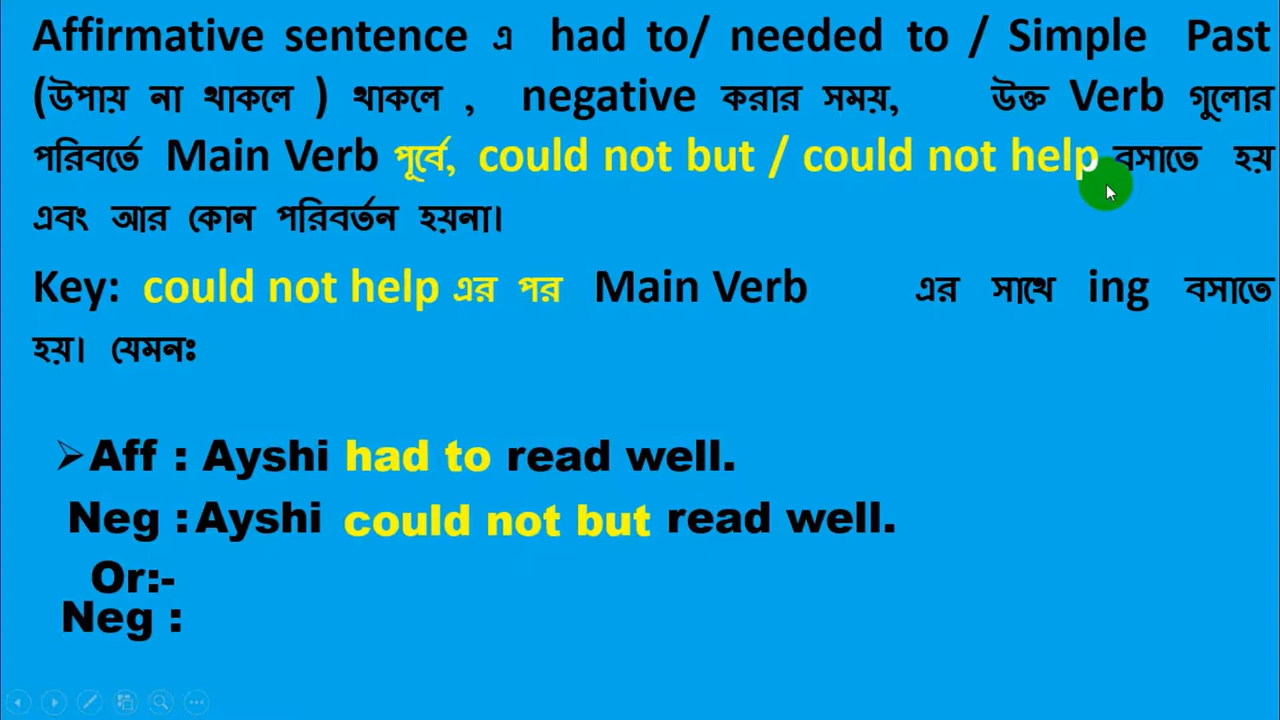 Affirmative sentence এ had to/ needed to / Simple Past
(উপায় না থাকলে ) থাকলে , negative করার সময়, উক্ত Verb গুলোর
পরিবর্তে Main Verb পূর্বে, could not but / could not help বসাতে হয়
এবং আর কোন পরিবর্তন হয়না।
Key: could not help এর পর Main Verb এর সাথে ing বসাতে
হয়। যেমনঃ
➢Aff : Ayshi had to read well.
Neg : Ayshi could not but read well.
Or:-
Neg :